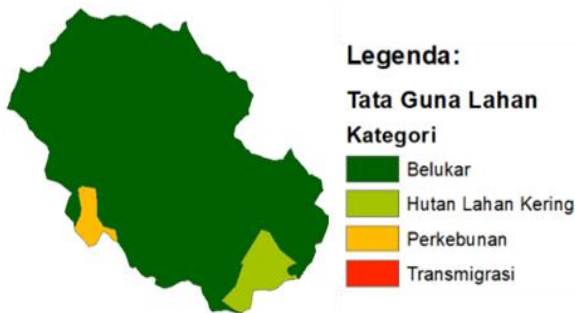 Legenda:
Tata Guna Lahan
Kategori
Belukar
Hutan Lahan Kering
Perkebunan
Transmigrasi